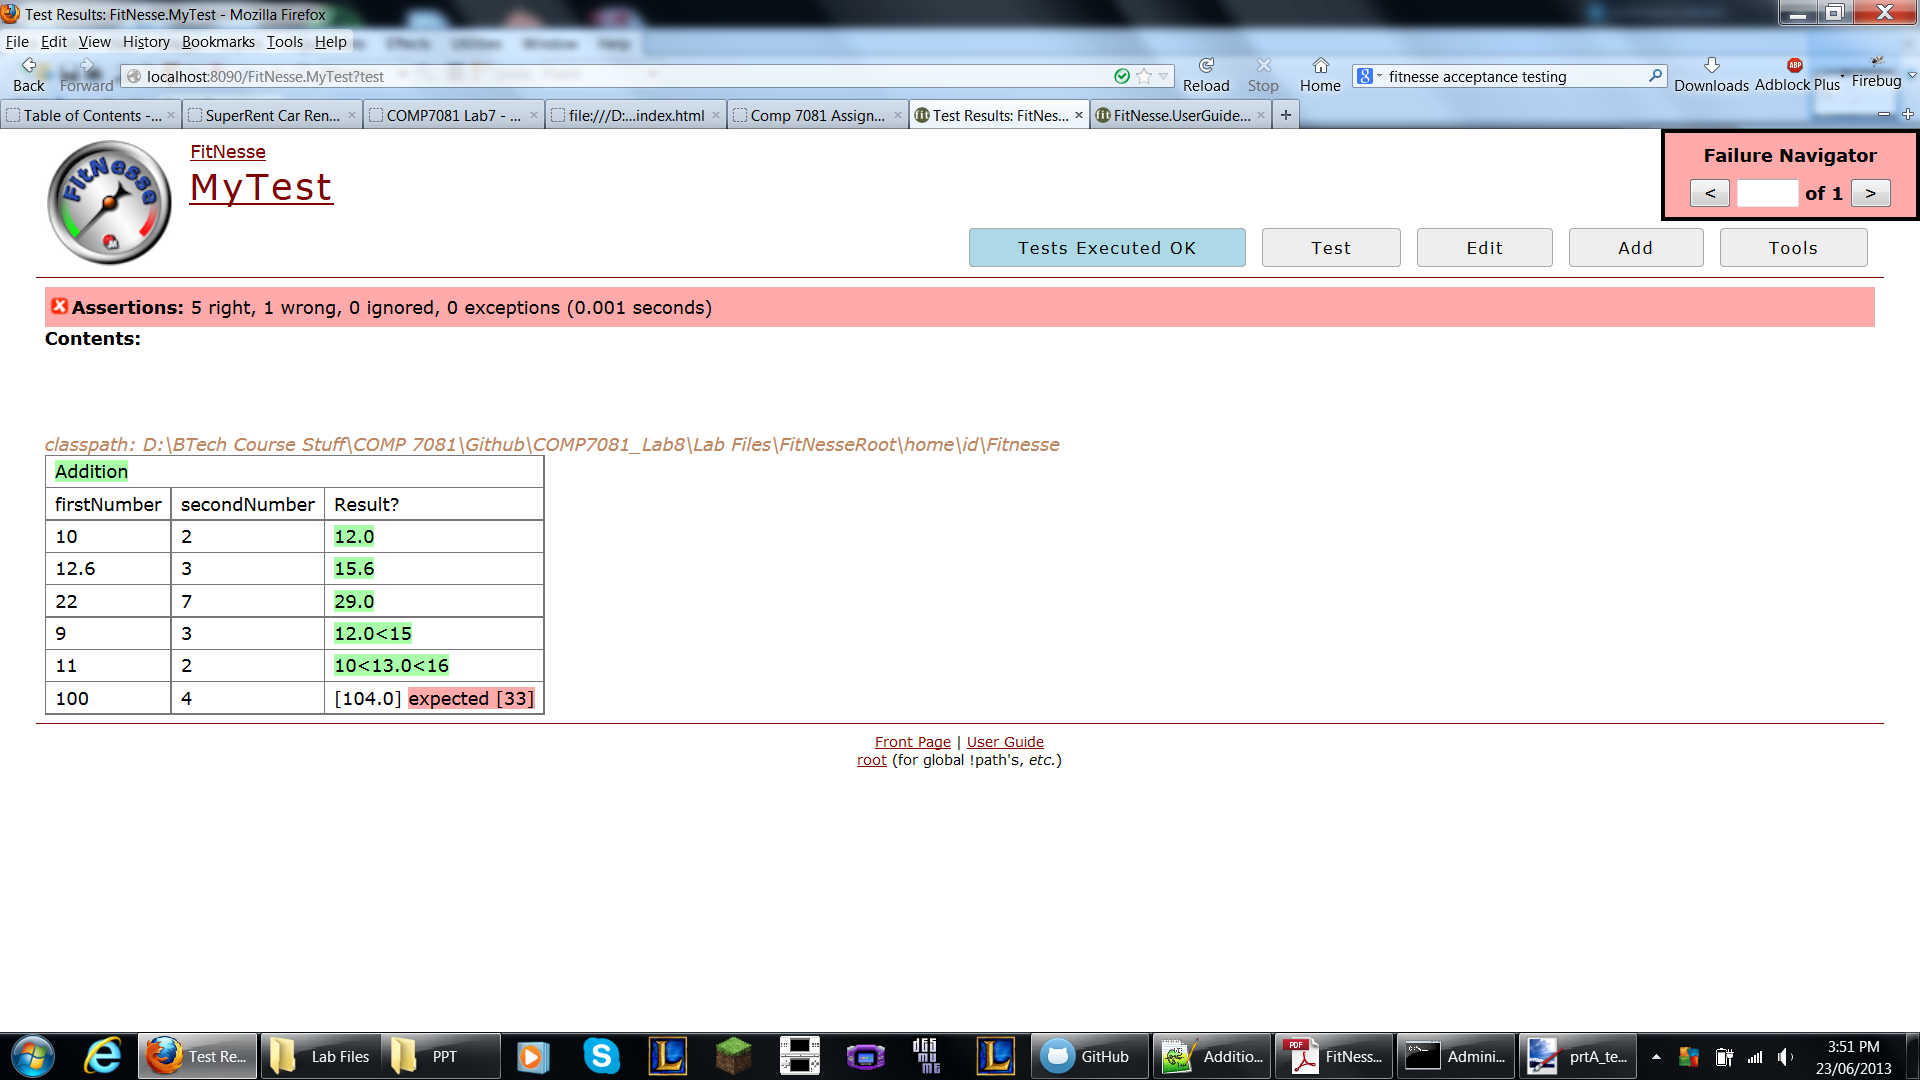 Test Results: FitNesse.MyTest - Mozilla Firefox
File Edit View History Bookmarks Tools Help
Back Forward localhost:8090/FitNesse.MyTest?test Reload Stop Home fitnesse acceptance testing Downloads Adblock Plus Firebug
Table of Contents -... SuperRent Car Ren... COMP7081 Lab7 - ... file:///D:...index.html Comp 7081 Assign... Test Results: FitNes... FitNesse.UserGuide...
FitNesse
FitNesse
MyTest
Failure Navigator
< of 1 >
Tests Executed OK Test Edit Add Tools
Assertions: 5 right, 1 wrong, 0 ignored, 0 exceptions (0.001 seconds)
Contents:
classpath: D:\BTech Course Stuff\COMP 7081\Github\COMP7081_Lab8\Lab Files\FitNesseRoot\home\id\Fitnesse
Addition
firstNumber secondNumber Result?
10 2 12.0
12.6 3 15.6
22 7 29.0
9 3 12.0<15
11 2 10<13.0<16
100 4 [104.0] expected [33]
Front Page | User Guide
root (for global !path's, etc.)
Test Re... Lab Files PPT GitHub Additio... FitNess... Admini... prtA_te...
3:51 PM
23/06/2013